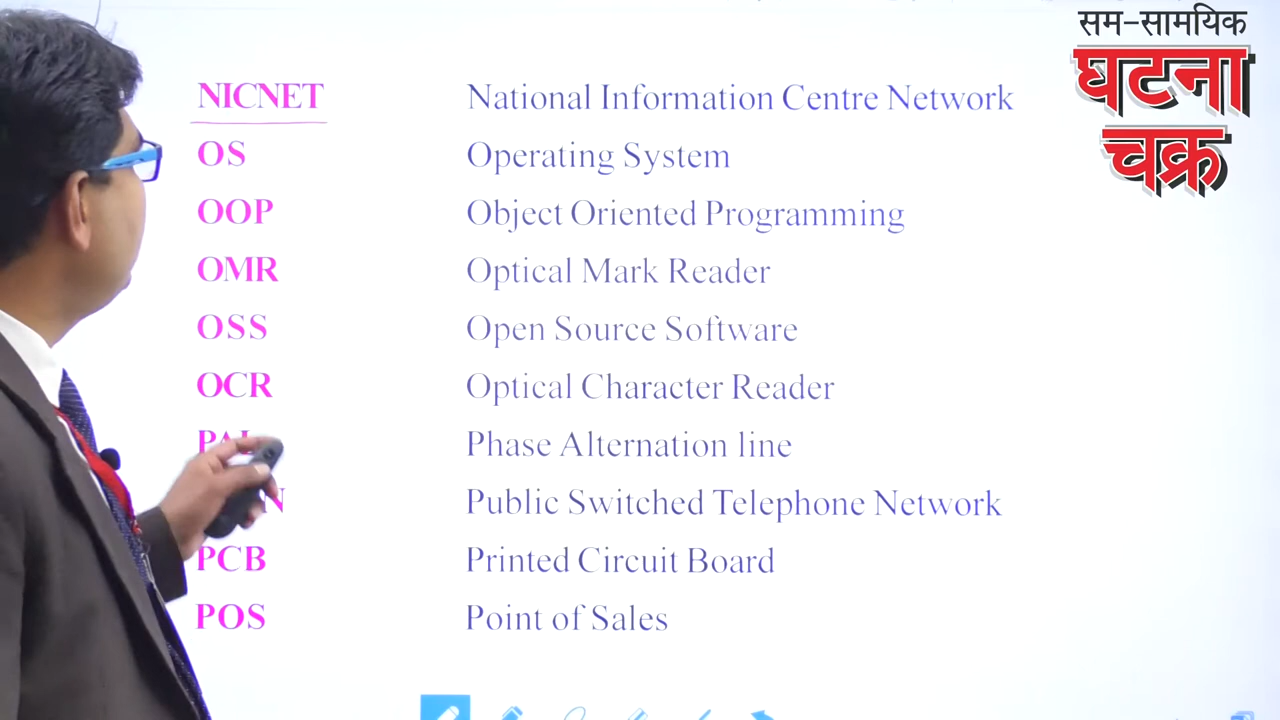 सम-सामयिक
घटना
चक्र
NICNET National Information Centre Network
OS Operating System
OOP Object Oriented Programming
OMR Optical Mark Reader
OSS Open Source Software
OCR Optical Character Reader
PAL Phase Alternation line
N Public Switched Telephone Network
PCB Printed Circuit Board
POS Point of Sales